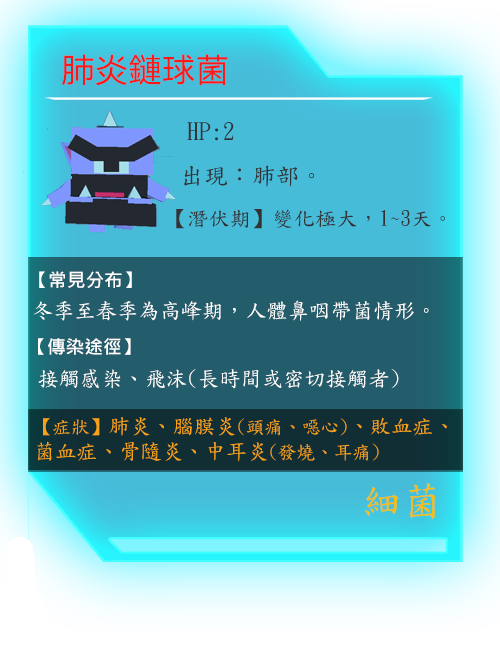 肺炎鏈球菌
HP:2
出現：肺部。
【潛伏期】變化極大，1~3天。
【常見分布】
冬季至春季為高峰期，人體鼻咽帶菌情形。
【傳染途徑】
接觸感染、飛沫(長時間或密切接觸者)
【症狀】肺炎、腦膜炎(頭痛、噁心)、敗血症、
菌血症、骨隨炎、中耳炎(發燒、耳痛)
細菌